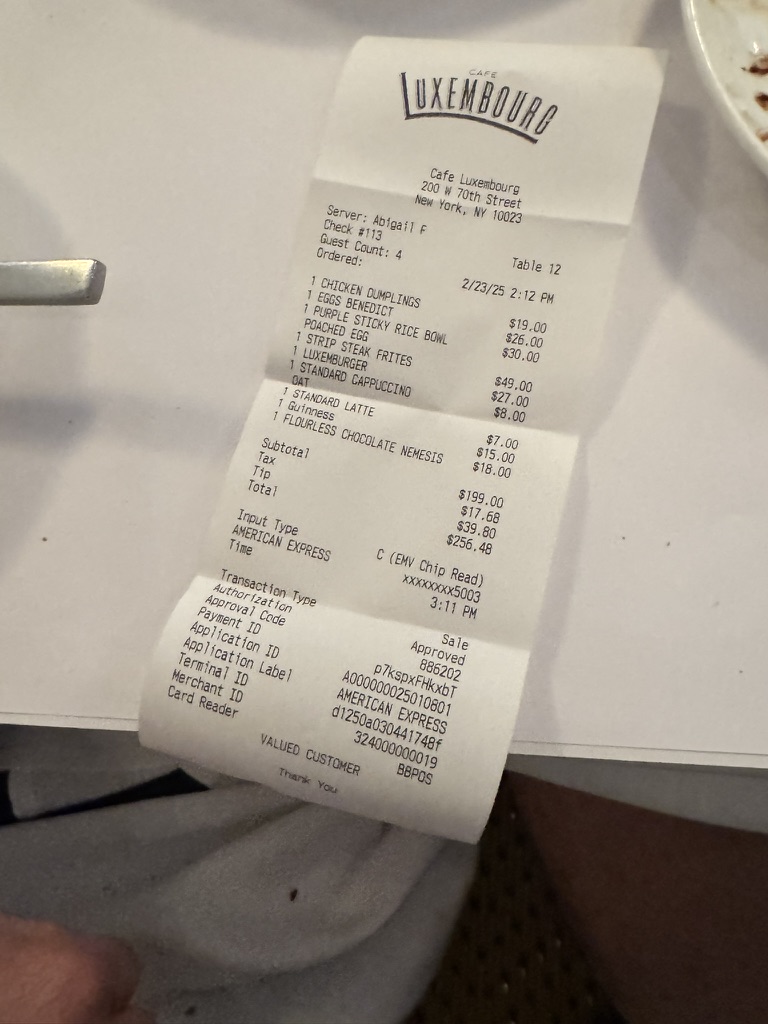 CAFE
LUXEMBOURG
Cafe Luxembourg
200 W 70th Street
New York, NY 10023
Server: Abigail F
Check #113 Table 12
Guest Count: 4
Ordered: 2/23/25 2:12 PM
1 CHICKEN DUMPLINGS $19.00
1 EGGS BENEDICT $26.00
1 PURPLE STICKY RICE BOWL $30.00
POACHED EGG
1 STRIP STEAK FRITES $49.00
1 LUXEMBURGER $27.00
1 STANDARD CAPPUCCINO $8.00
OAT
1 STANDARD LATTE $7.00
1 Guinness $15.00
1 FLOURLESS CHOCOLATE NEMESIS $18.00
Subtotal $199.00
Tax $17.68
Tip $39.80
Total $256.48
Input Type C (EMV Chip Read)
AMERICAN EXPRESS xxxxxxxx5003
Time 3:11 PM
Transaction Type Sale
Authorization Approved
Approval Code 886202
Payment ID p7kspxFHkxbT
Application ID A000000025010801
Application Label AMERICAN EXPRESS
Terminal ID d1250a030441748f
Merchant ID 324000000019
Card Reader BBPOS
VALUED CUSTOMER
Thank You